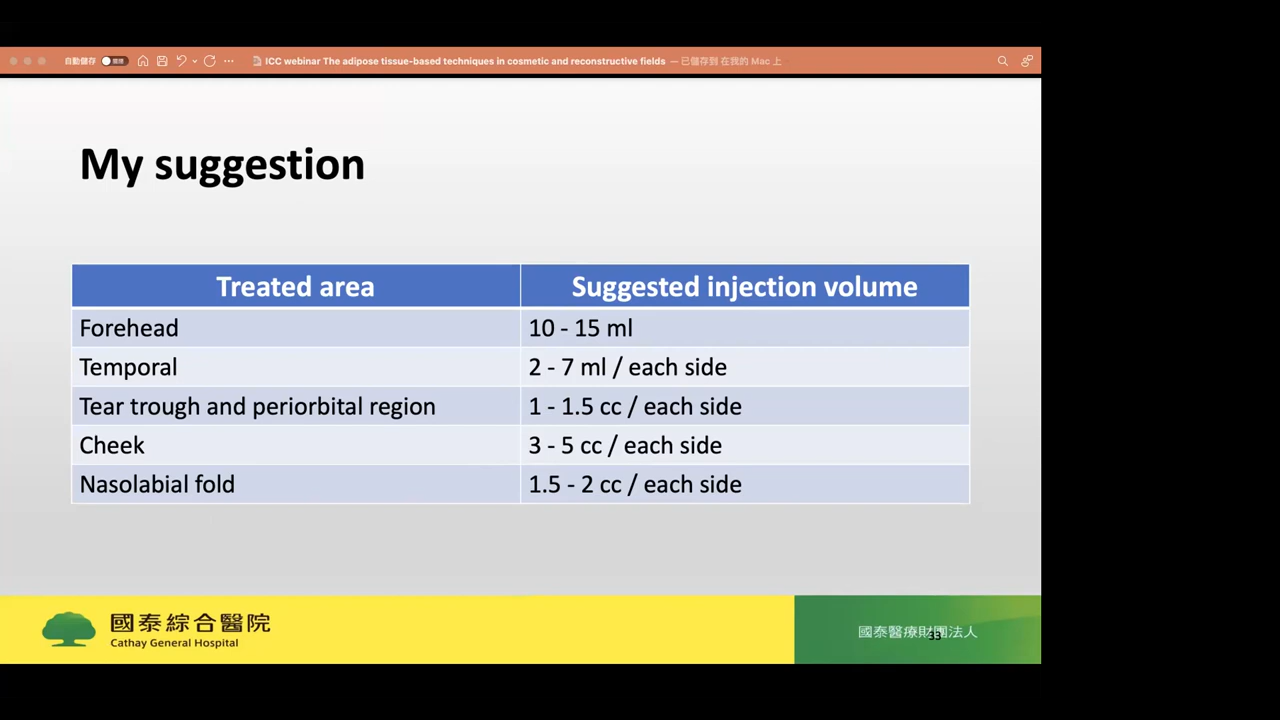 自動儲存 ICC webinar The adipose tissue-based techniques in cosmetic and reconstructive fields — 已儲存到 在我的 Mac 上
My suggestion
Treated area Suggested injection volume
Forehead 10 - 15 ml
Temporal 2 - 7 ml / each side
Tear trough and periorbital region 1 - 1.5 cc / each side
Cheek 3 - 5 cc / each side
Nasolabial fold 1.5 - 2 cc / each side
國泰綜合醫院
Cathay General Hospital
國泰醫療財團法人